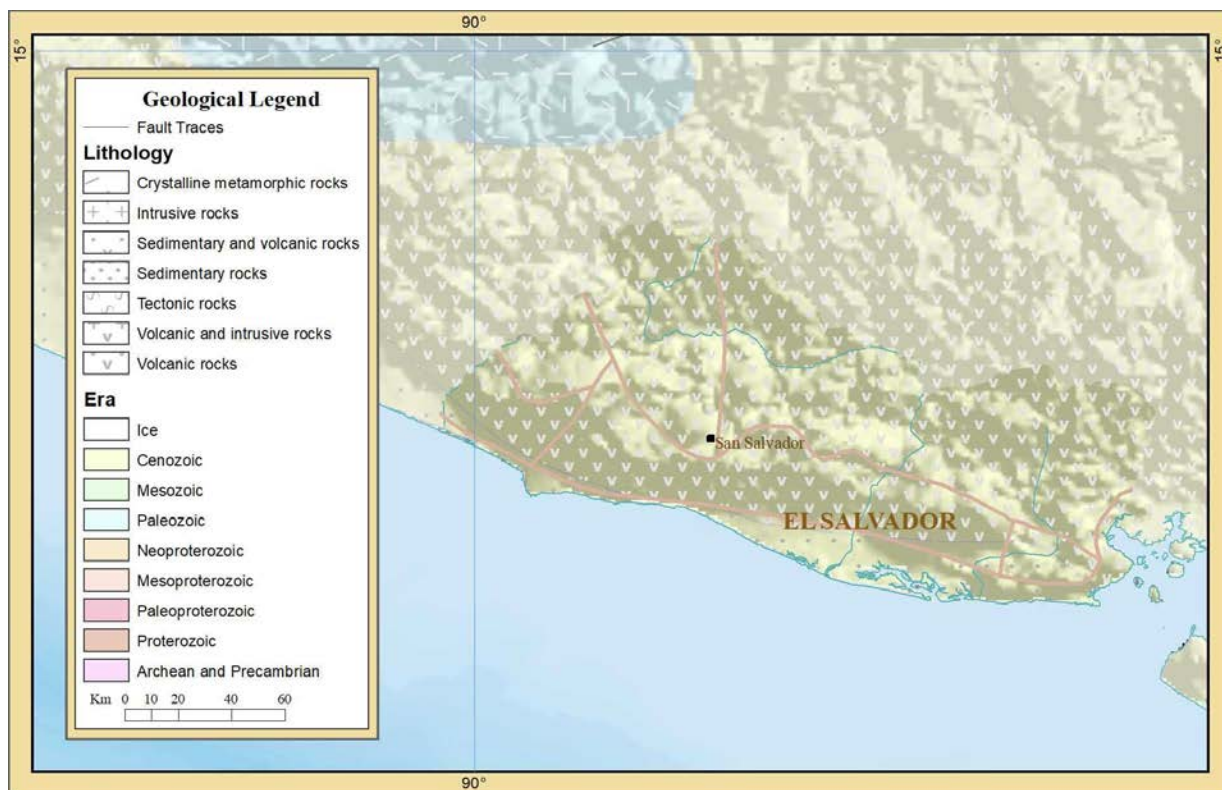 90°
15°
15°
Geological Legend
Fault Traces
Lithology
Crystalline metamorphic rocks
Intrusive rocks
Sedimentary and volcanic rocks
Sedimentary rocks
Tectonic rocks
Volcanic and intrusive rocks
Volcanic rocks
Era
Ice
Cenozoic
Mesozoic
Paleozoic
Neoproterozoic
Mesoproterozoic
Paleoproterozoic
Proterozoic
Archean and Precambrian
Km 0 10 20 40 60
San Salvador
EL SALVADOR
90°